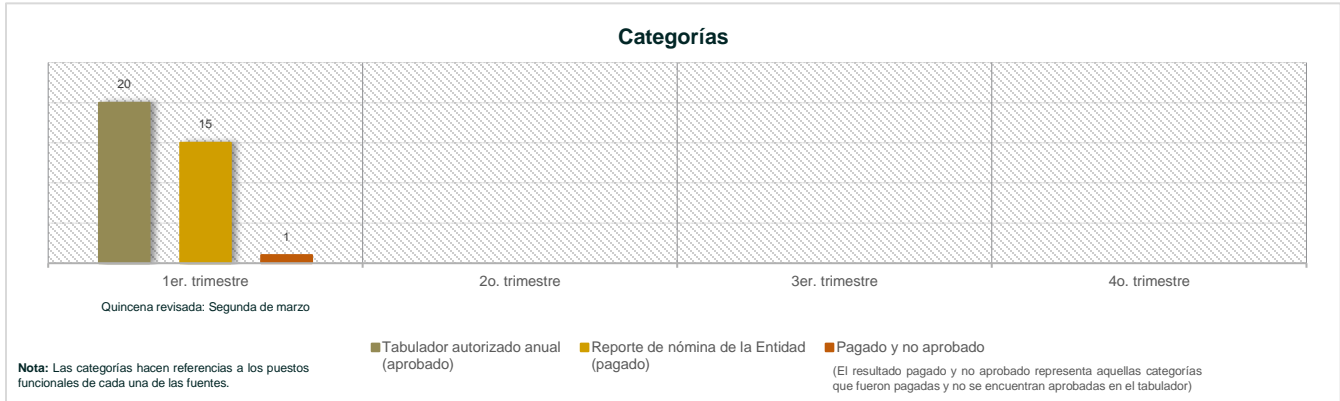 Categorías
20
15
1
1er. trimestre
2o. trimestre
3er. trimestre
4o. trimestre
Quincena revisada: Segunda de marzo
Tabulador autorizado anual
(aprobado)
Reporte de nómina de la Entidad
(pagado)
Pagado y no aprobado
(El resultado pagado y no aprobado representa aquellas categorías
que fueron pagadas y no se encuentran aprobadas en el tabulador)
Nota: Las categorías hacen referencias a los puestos
funcionales de cada una de las fuentes.